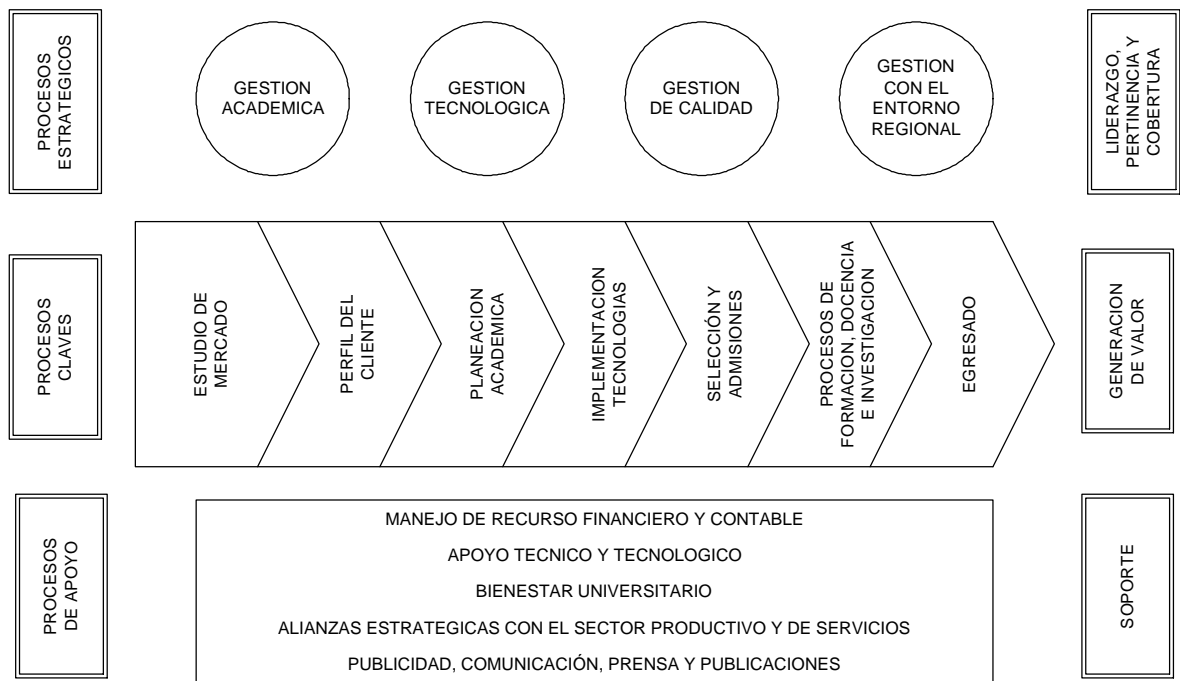 PROCESOS
ESTRATEGICOS
GESTION
ACADEMICA
GESTION
TECNOLOGICA
GESTION
DE CALIDAD
GESTION
CON EL
ENTORNO
REGIONAL
LIDERAZGO,
PERTINENCIA Y
COBERTURA
PROCESOS
CLAVES
ESTUDIO DE
MERCADO
PERFIL DEL
CLIENTE
PLANEACION
ACADEMICA
IMPLEMENTACION
TECNOLOGIAS
SELECCIÓN Y
ADMISIONES
PROCESOS DE
FORMACION, DOCENCIA
E INVESTIGACION
EGRESADO
GENERACION
DE VALOR
PROCESOS
DE APOYO
MANEJO DE RECURSO FINANCIERO Y CONTABLE
APOYO TECNICO Y TECNOLOGICO
BIENESTAR UNIVERSITARIO
ALIANZAS ESTRATEGICAS CON EL SECTOR PRODUCTIVO Y DE SERVICIOS
PUBLICIDAD, COMUNICACIÓN, PRENSA Y PUBLICACIONES
SOPORTE